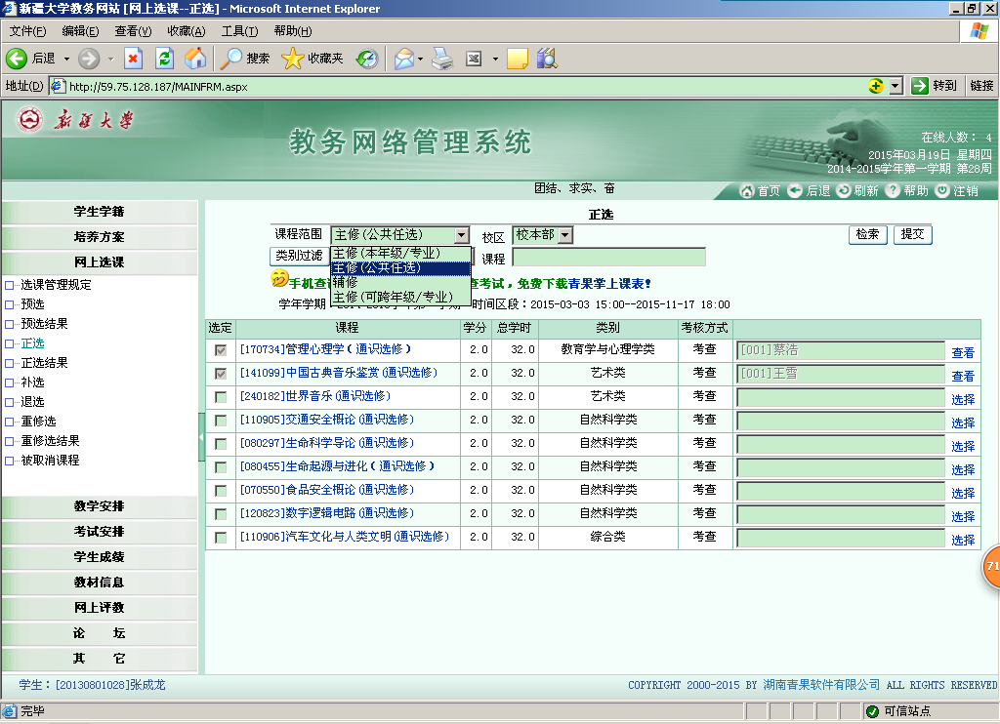 新疆大学教务网站 [网上选课--正选] - Microsoft Internet Explorer
文件(F) 编辑(E) 查看(V) 收藏(A) 工具(T) 帮助(H)
后退 搜索 收藏夹
地址(D) http://59.75.128.187/MAINFRM.aspx 转到 链接
新疆大学
教务网络管理系统
在线人数： 4
2015年03月19日 星期四
2014-2015学年第一学期 第28周
团结、求实、奋
首页 后退 刷新 帮助 注销
学生学籍
培养方案
网上选课
选课管理规定
预选
预选结果
正选
正选结果
补选
退选
重修选
重修选结果
被取消课程
教学安排
考试安排
学生成绩
教材信息
网上评教
论 坛
其 它
正选
课程范围 主修(公共任选) 校区 校本部 检索 提交
类别过滤 课程
主修(本年级/专业)
主修(公共任选)
辅修
主修(可跨年级/专业)
手机查 查考试，免费下载青果学上课表!
学年学期 时间区段：2015-03-03 15:00--2015-11-17 18:00
选定 课程 学分 总学时 类别 考核方式
[170734]管理心理学（通识选修） 2.0 32.0 教育学与心理学类 考查 [001]蔡浩 查看
[141099]中国古典音乐鉴赏(通识选修) 2.0 32.0 艺术类 考查 [001]王雪 查看
[240182]世界音乐(通识选修) 2.0 32.0 艺术类 考查 选择
[110905]交通安全概论(通识选修) 2.0 32.0 自然科学类 考查 选择
[080297]生命科学导论(通识选修) 2.0 32.0 自然科学类 考查 选择
[080455]生命起源与进化（通识选修） 2.0 32.0 自然科学类 考查 选择
[070550]食品安全概论(通识选修) 2.0 32.0 自然科学类 考查 选择
[120823]数字逻辑电路(通识选修) 2.0 32.0 自然科学类 考查 选择
[110906]汽车文化与人类文明(通识选修) 2.0 32.0 综合类 考查 选择
71
学生：[20130801028]张成龙
COPYRIGHT 2000-2015 BY 湖南青果软件有限公司 ALL RIGHTS RESERVED
完毕 可信站点